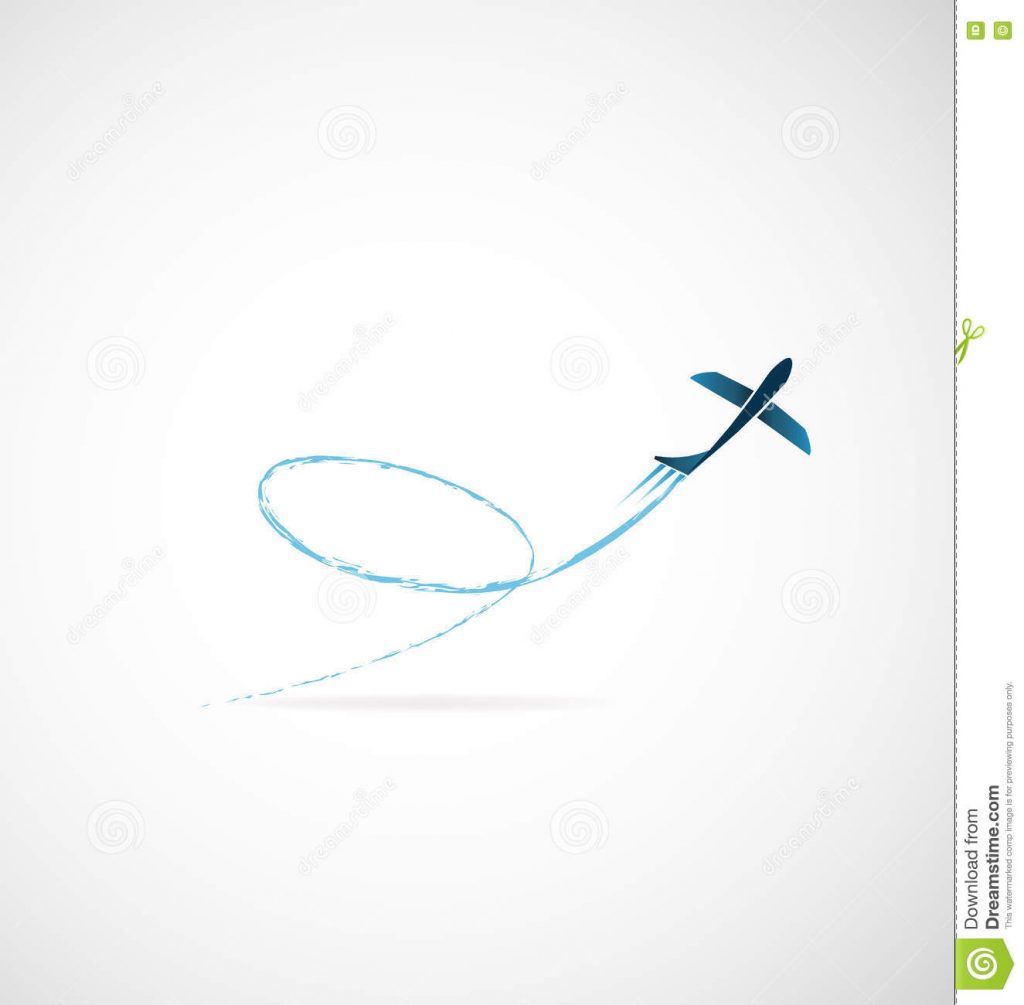 dreamstime
dreamstime
dreamstime
dreamstime
dreamstime
dreamstime
dreamstime
dreamstime
ID
©
Download from
Dreamstime.com
This watermarked comp image is for previewing purposes only.